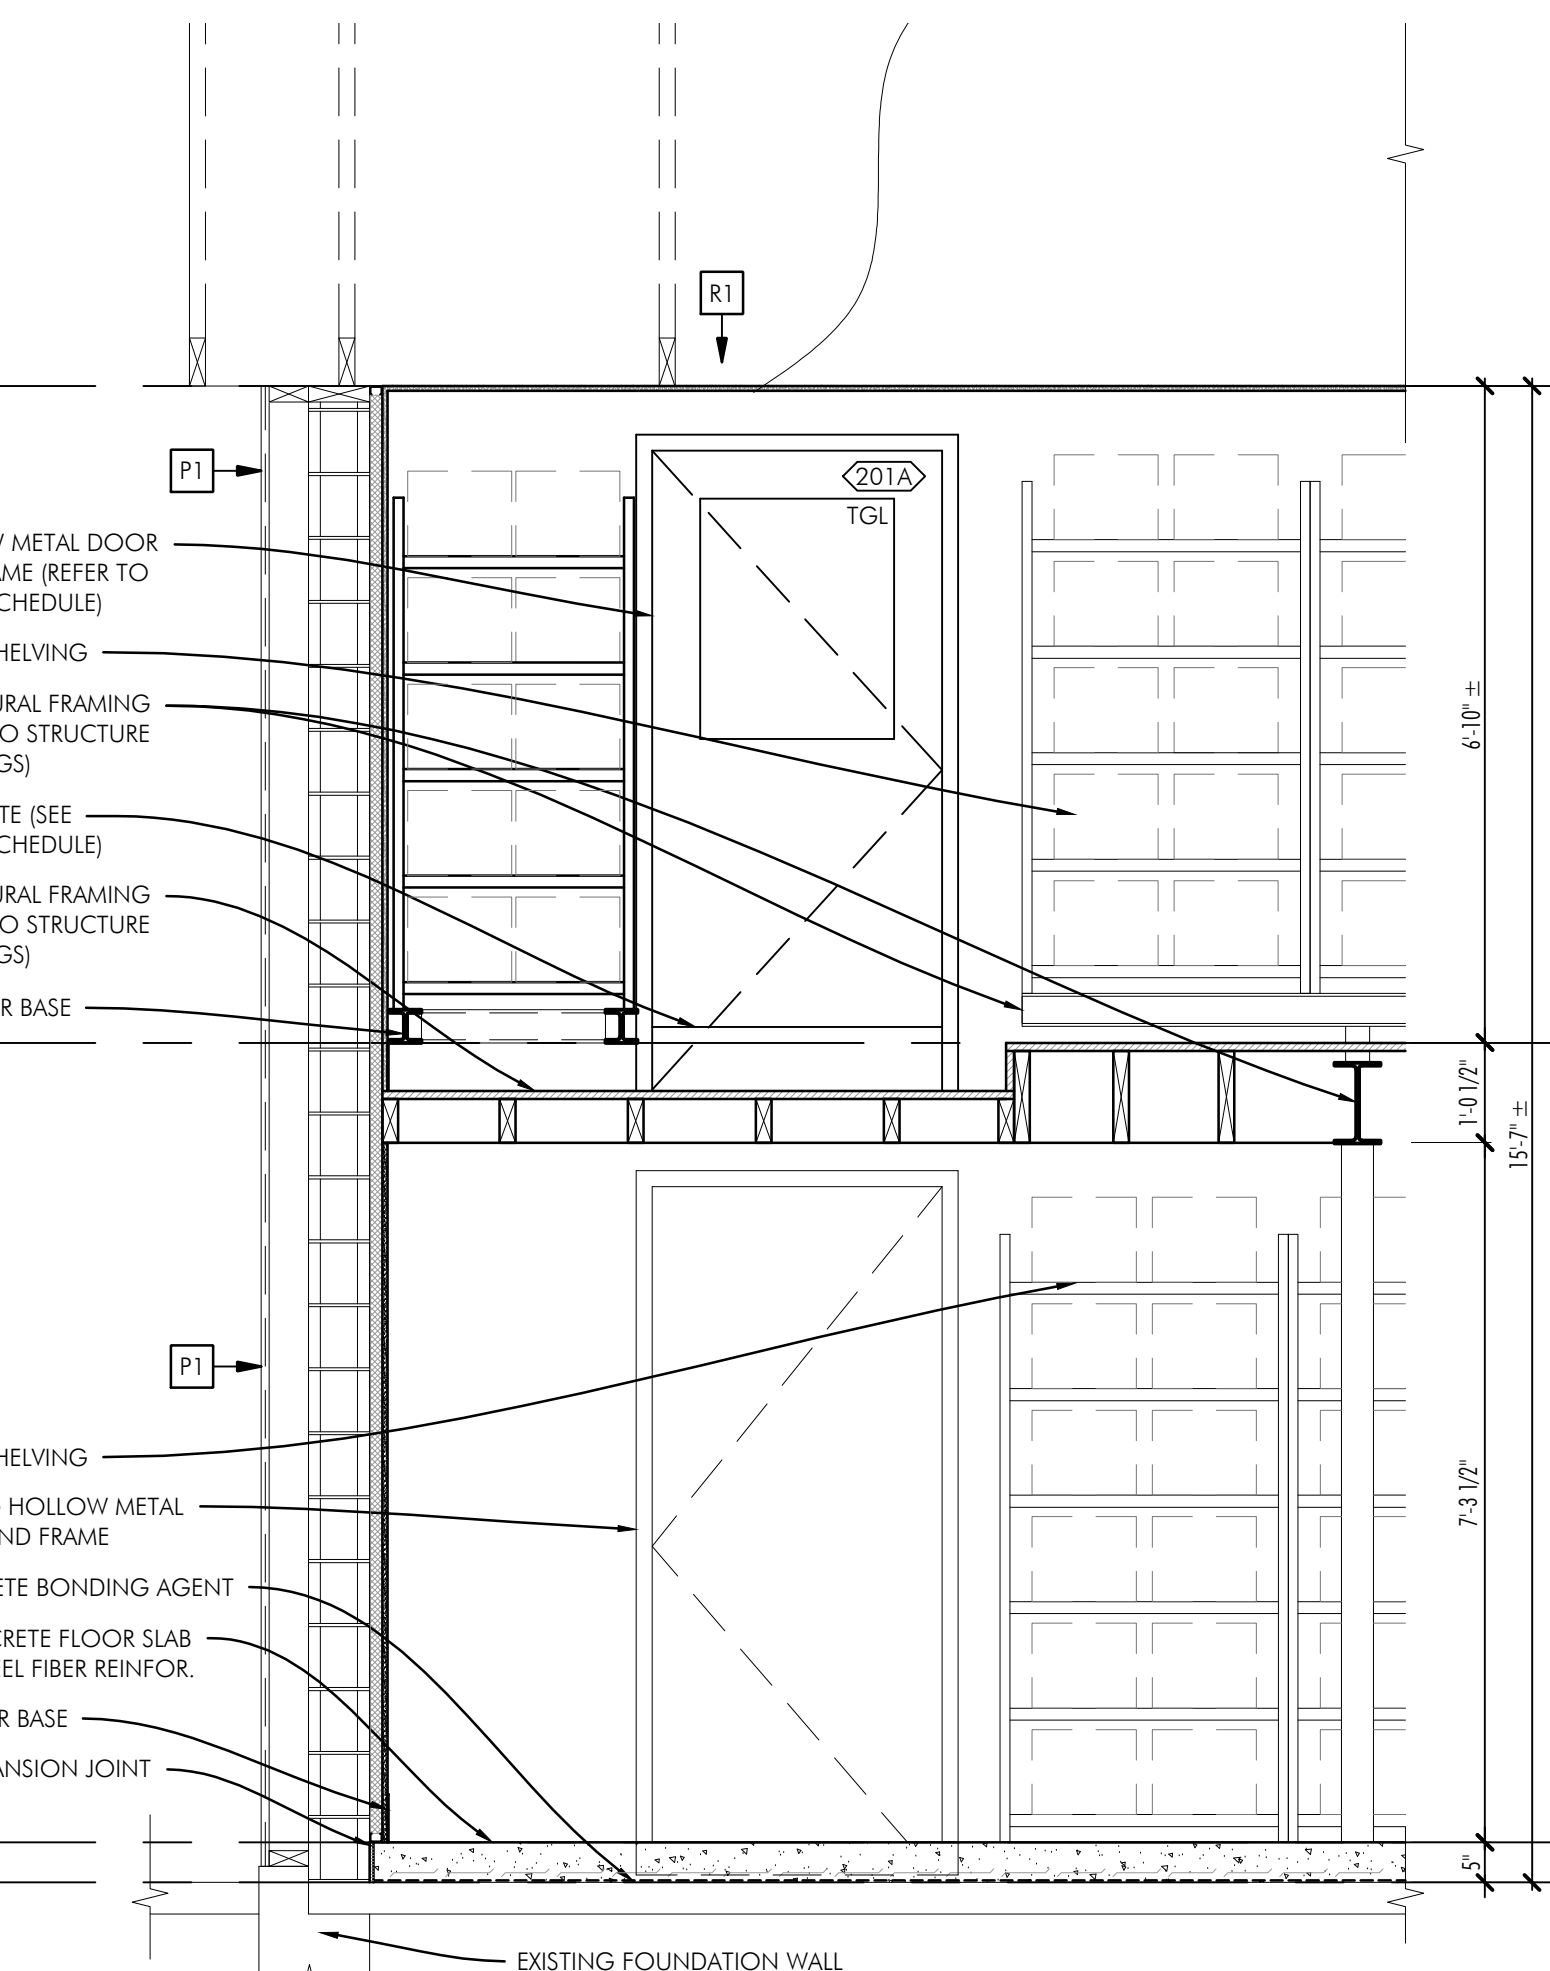 R1
P1
201A
TGL
METAL DOOR
AME (REFER TO
CHEDULE)
HELVING
URAL FRAMING
O STRUCTURE
GS)
TE (SEE
CHEDULE)
URAL FRAMING
O STRUCTURE
GS)
R BASE
6'-10" ±
1'-0 1/2"
15'-7" ±
P1
HELVING
HOLLOW METAL
ND FRAME
ETE BONDING AGENT
CRETE FLOOR SLAB
EEL FIBER REINFOR.
R BASE
ANSION JOINT
7'-3 1/2"
5"
EXISTING FOUNDATION WALL